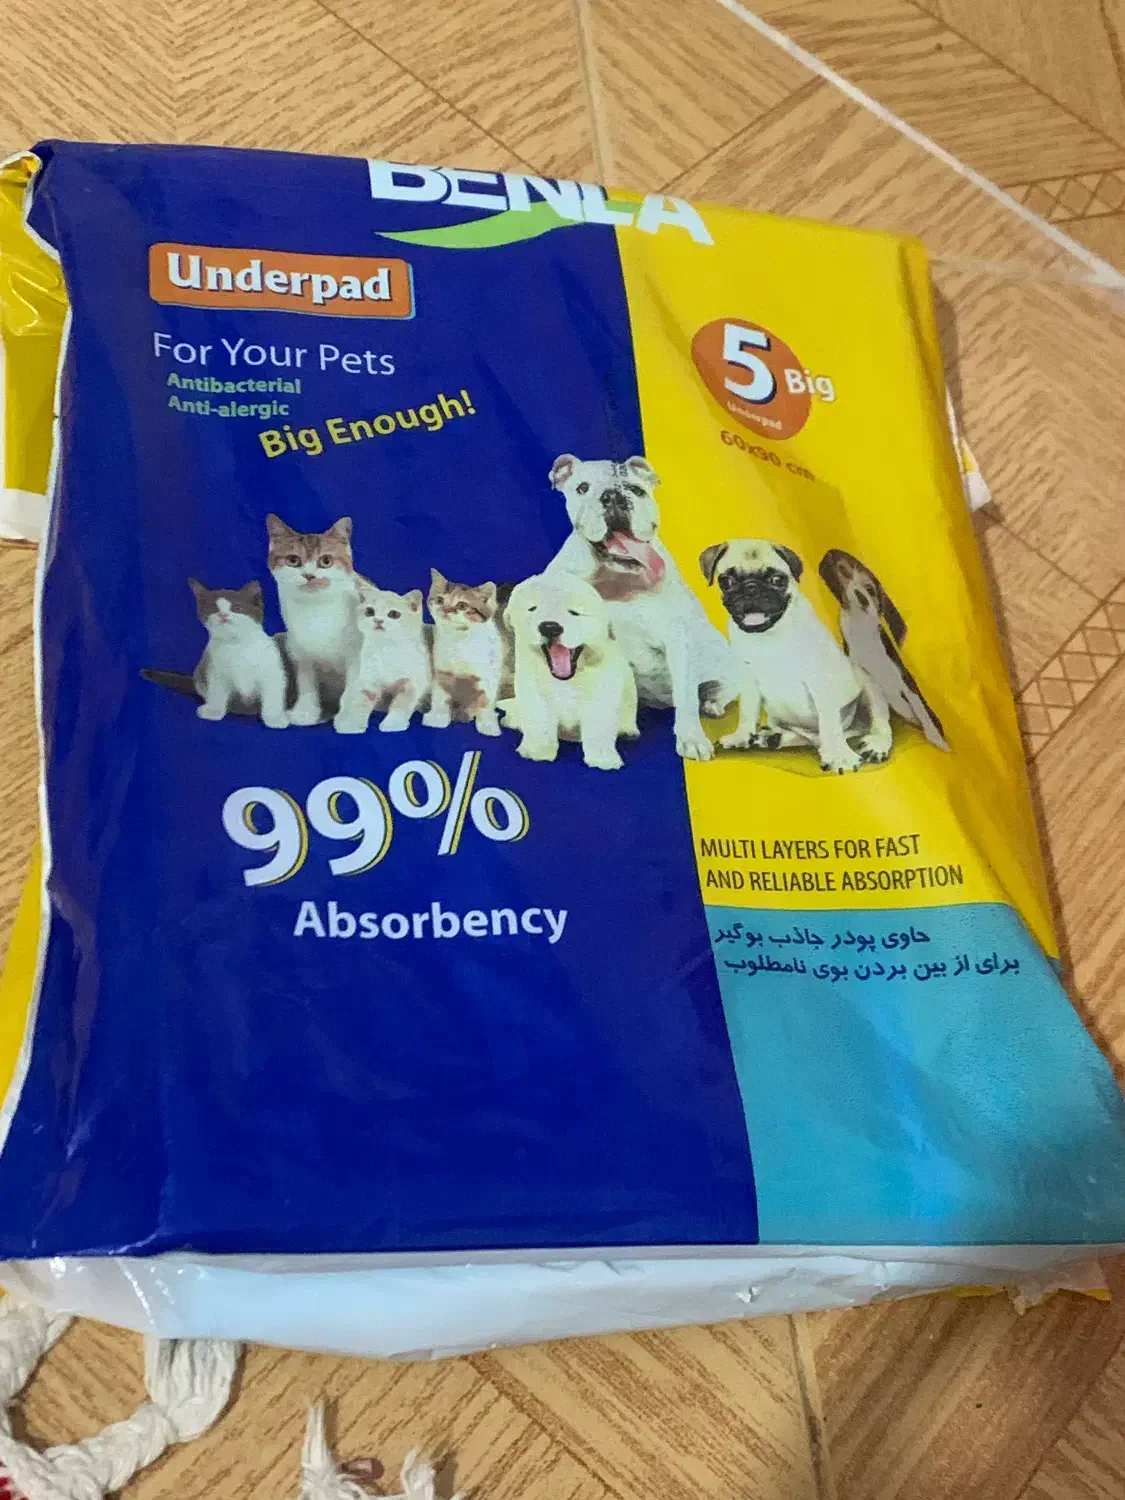 BENLA
Underpad
For Your Pets
Antibacterial
Anti-alergic
Big Enough!
5 Big
Underpad
60x90 cm
99%
Absorbency
MULTI LAYERS FOR FAST
AND RELIABLE ABSORPTION
حاوی پودر جاذب بوگیر
برای از بین بردن بوی نامطلوب